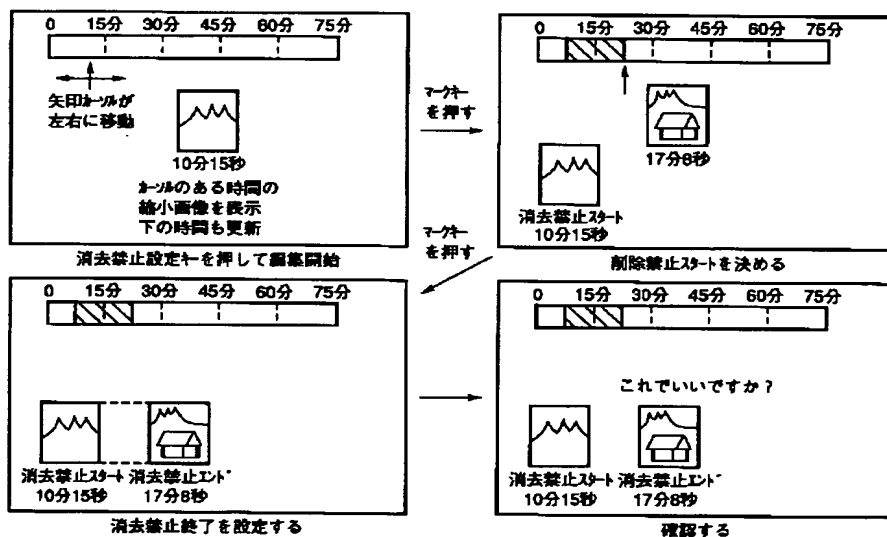 0 15分 30分 45分 60分 75分
矢印カーソルが
左右に移動
10分15秒
カーソルのある時間の
縮小画像を表示
下の時間も更新
消去禁止設定キーを押して編集開始
マークキー
を押す
0 15分 30分 45分 60分 75分
17分8秒
消去禁止スタート
10分15秒
削除禁止スタートを決める
マークキー
を押す
0 15分 30分 45分 60分 75分
消去禁止スタート 消去禁止エンド
10分15秒 17分8秒
消去禁止終了を設定する
0 15分 30分 45分 60分 75分
これでいいですか？
消去禁止スタート 消去禁止エンド
10分15秒 17分8秒
確認する